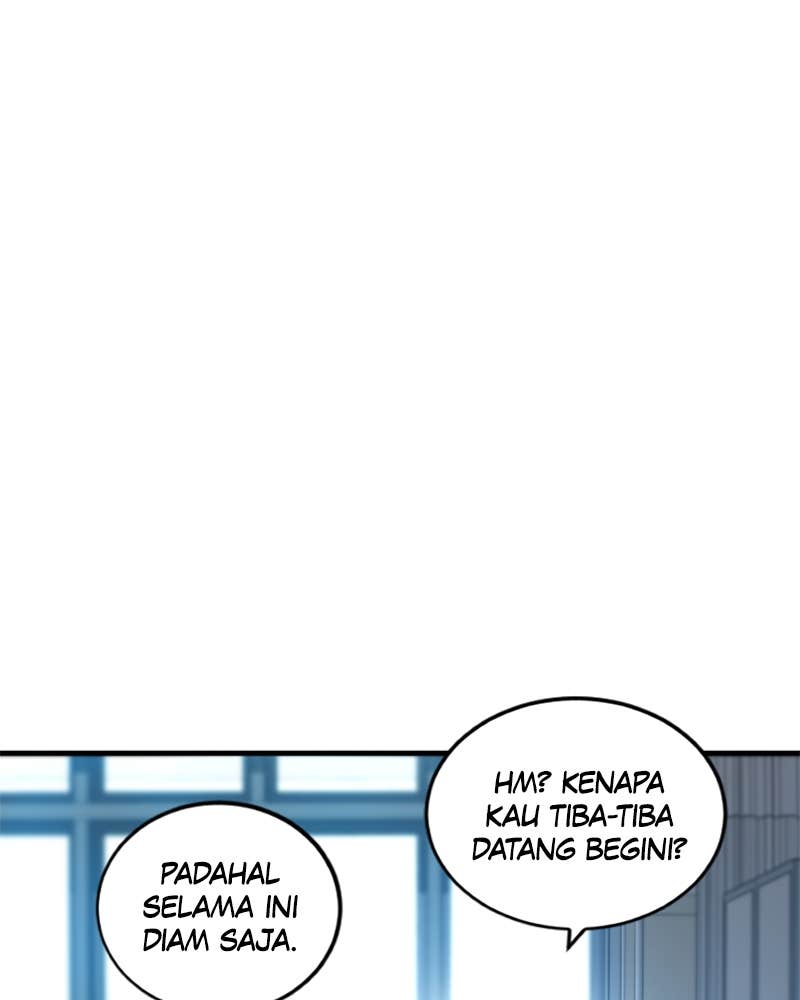 HM? KENAPA
KAU TIBA-TIBA
DATANG BEGINI?
PADAHAL
SELAMA INI
DIAM SAJA.